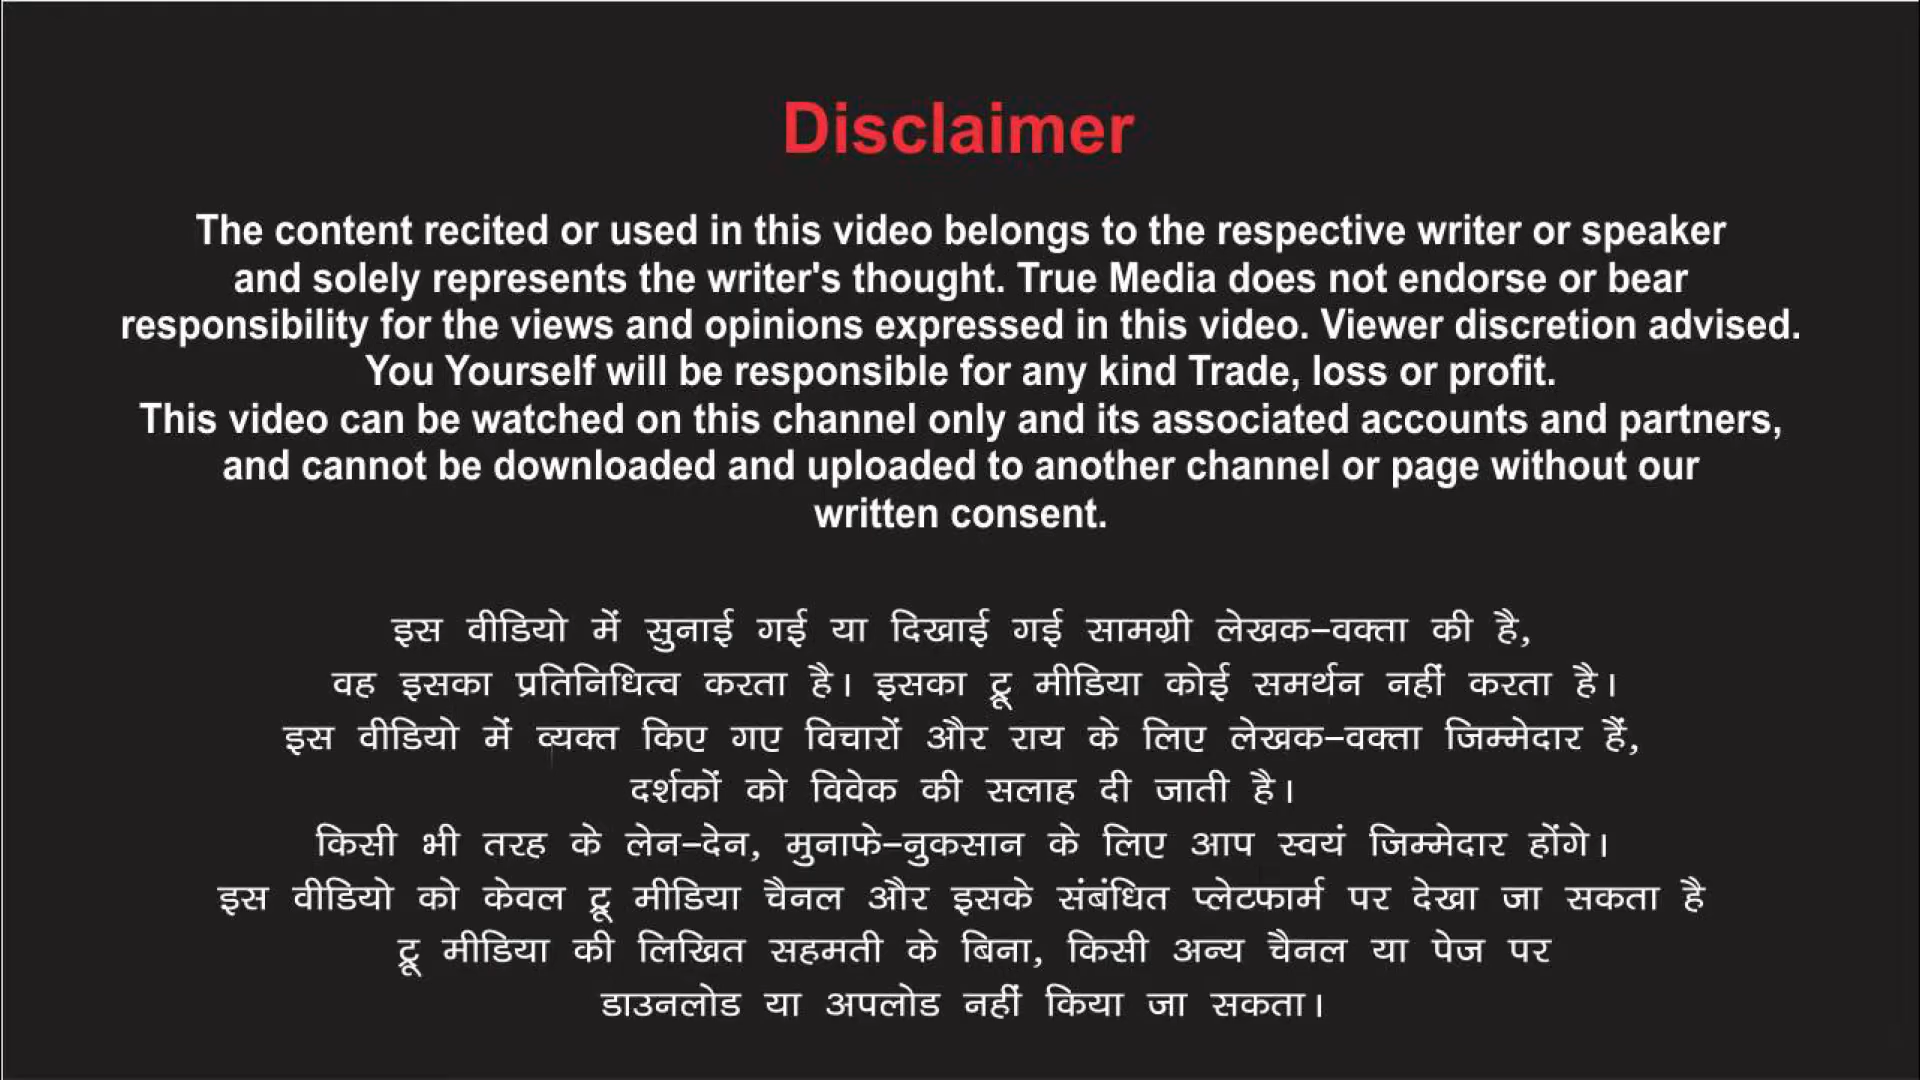 Disclaimer
The content recited or used in this video belongs to the respective writer or speaker
and solely represents the writer's thought. True Media does not endorse or bear
responsibility for the views and opinions expressed in this video. Viewer discretion advised.
You Yourself will be responsible for any kind Trade, loss or profit.
This video can be watched on this channel only and its associated accounts and partners,
and cannot be downloaded and uploaded to another channel or page without our
written consent.
इस वीडियो में सुनाई गई या दिखाई गई सामग्री लेखक–वक्ता की है,
वह इसका प्रतिनिधित्व करता है। इसका ट्रू मीडिया कोई समर्थन नहीं करता है।
इस वीडियो में व्यक्त किए गए विचारों और राय के लिए लेखक–वक्ता जिम्मेदार हैं,
दर्शकों को विवेक की सलाह दी जाती है।
किसी भी तरह के लेन–देन, मुनाफे–नुकसान के लिए आप स्वयं जिम्मेदार होंगे।
इस वीडियो को केवल ट्रू मीडिया चैनल और इसके संबंधित प्लेटफार्म पर देखा जा सकता है
ट्रू मीडिया की लिखित सहमती के बिना, किसी अन्य चैनल या पेज पर
डाउनलोड या अपलोड नहीं किया जा सकता।